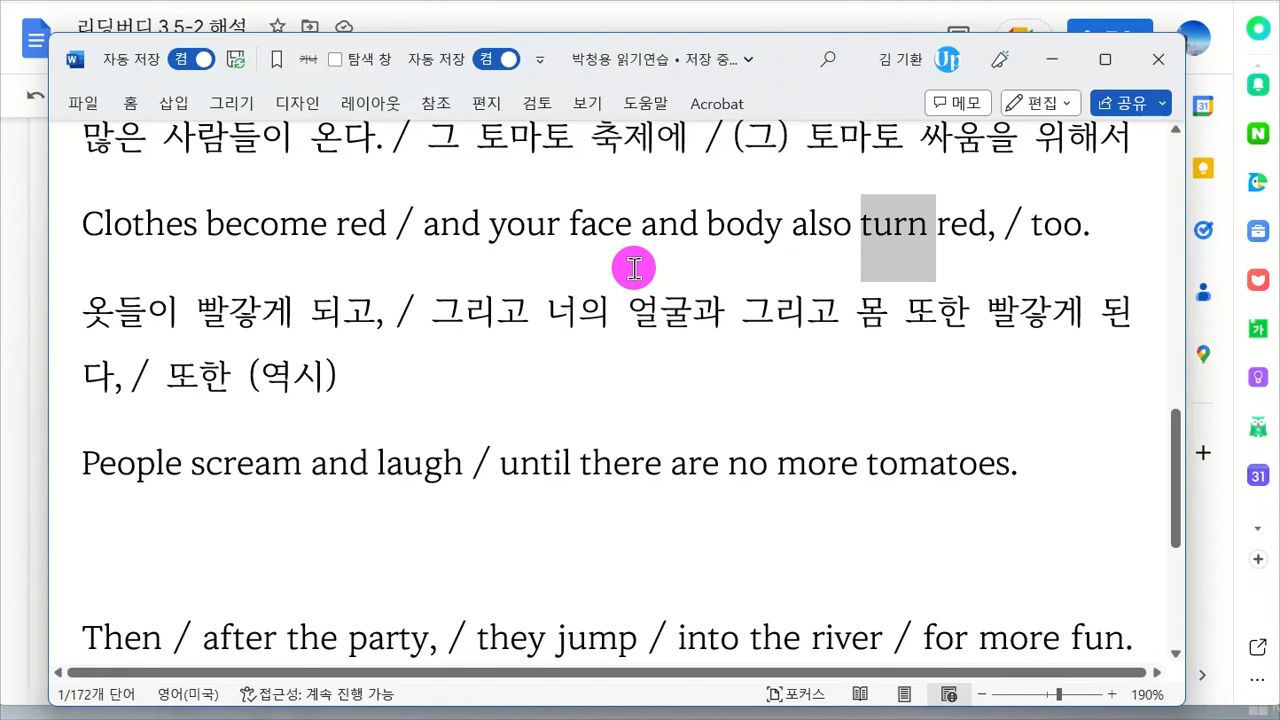 리딩버디 3.5-2 해설
자동 저장 켬 가나 탐색 창 자동 저장 켬 박청용 읽기연습 • 저장 중... 김 기환 Up
파일 홈 삽입 그리기 디자인 레이아웃 참조 편지 검토 보기 도움말 Acrobat 메모 편집 공유
많은 사람들이 온다. / 그 토마토 축제에 / (그) 토마토 싸움을 위해서
Clothes become red / and your face and body also turn red, / too.
옷들이 빨갛게 되고, / 그리고 너의 얼굴과 그리고 몸 또한 빨갛게 된
다, / 또한 (역시)
People scream and laugh / until there are no more tomatoes.
Then / after the party, / they jump / into the river / for more fun.
1/172개 단어 영어(미국) 접근성: 계속 진행 가능 포커스 190%
31
N
가
31